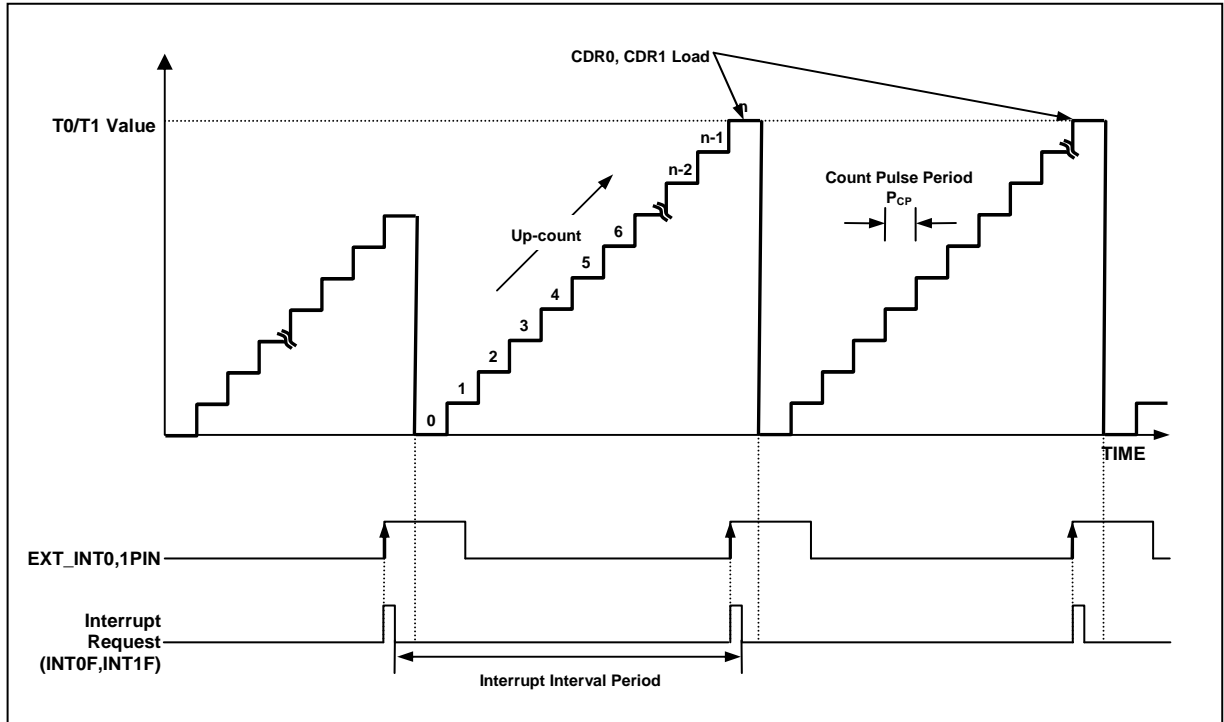 CDR0, CDR1 Load
n
T0/T1 Value
n-1
n-2
Count Pulse Period
PCP
Up-count
6
5
4
3
2
1
0
TIME
EXT_INT0,1PIN
Interrupt
Request
(INT0F,INT1F)
Interrupt Interval Period